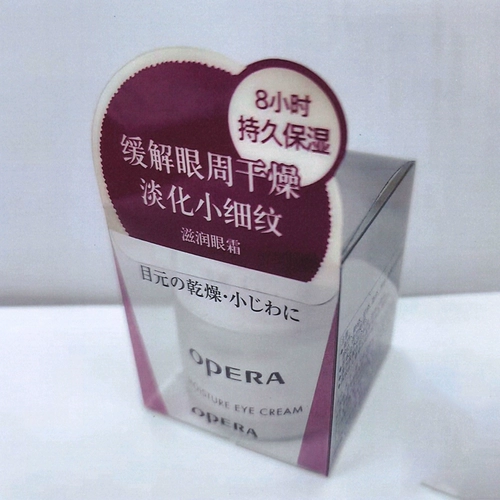 8小时
持久保湿
缓解眼周干燥
淡化小细纹
滋润眼霜
目元の乾燥・小じわに
OPERA
MOISTURE EYE CREAM
OPERA